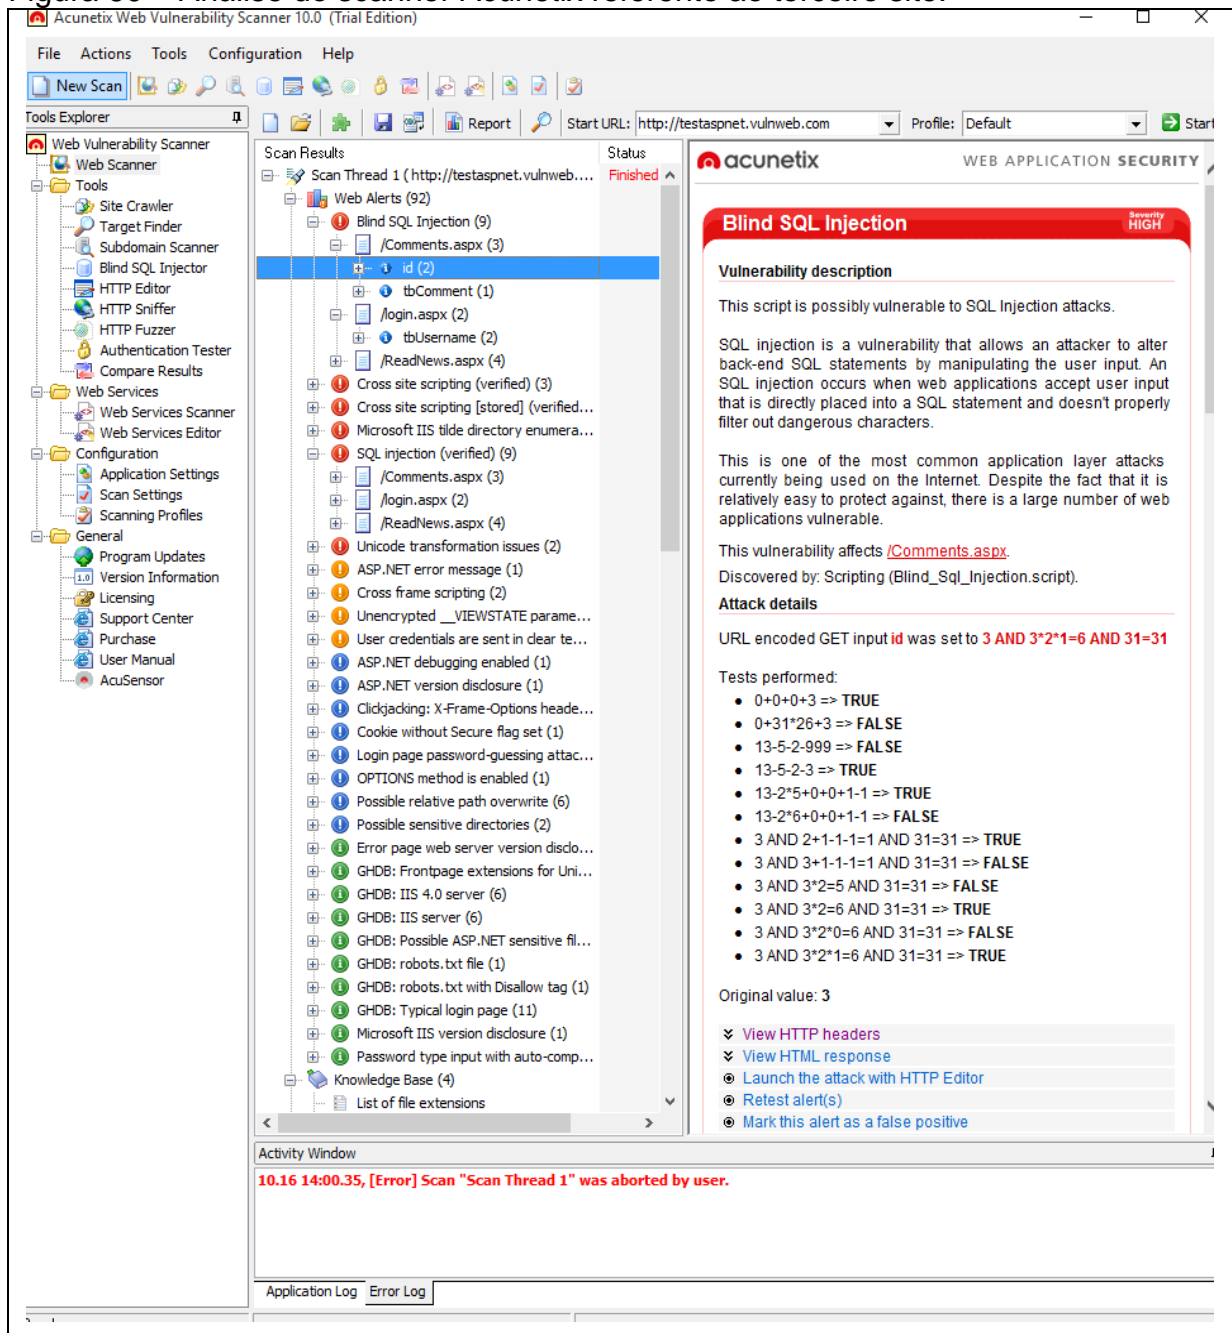 Acunetix Web Vulnerability Scanner 10.0 (Trial Edition)
File Actions Tools Configuration Help
New Scan
Tools Explorer
Report
Start URL: http://testaspnet.vulnweb.com
Profile: Default
Start
Web Vulnerability Scanner
Web Scanner
Tools
Site Crawler
Target Finder
Subdomain Scanner
Blind SQL Injector
HTTP Editor
HTTP Sniffer
HTTP Fuzzer
Authentication Tester
Compare Results
Web Services
Web Services Scanner
Web Services Editor
Configuration
Application Settings
Scan Settings
Scanning Profiles
General
Program Updates
1.0 Version Information
Licensing
Support Center
Purchase
User Manual
AcuSensor
Scan Results Status
Scan Thread 1 ( http://testaspnet.vulnweb.... Finished
Web Alerts (92)
Blind SQL Injection (9)
/Comments.aspx (3)
id (2)
tbComment (1)
/login.aspx (2)
tbUsername (2)
/ReadNews.aspx (4)
Cross site scripting (verified) (3)
Cross site scripting [stored] (verified...
Microsoft IIS tilde directory enumera...
SQL injection (verified) (9)
/Comments.aspx (3)
/login.aspx (2)
/ReadNews.aspx (4)
Unicode transformation issues (2)
ASP.NET error message (1)
Cross frame scripting (2)
Unencrypted __VIEWSTATE parame...
User credentials are sent in clear te...
ASP.NET debugging enabled (1)
ASP.NET version disclosure (1)
Clickjacking: X-Frame-Options heade...
Cookie without Secure flag set (1)
Login page password-guessing attac...
OPTIONS method is enabled (1)
Possible relative path overwrite (6)
Possible sensitive directories (2)
Error page web server version disclo...
GHDB: Frontpage extensions for Uni...
GHDB: IIS 4.0 server (6)
GHDB: IIS server (6)
GHDB: Possible ASP.NET sensitive fil...
GHDB: robots.txt file (1)
GHDB: robots.txt with Disallow tag (1)
GHDB: Typical login page (11)
Microsoft IIS version disclosure (1)
Password type input with auto-comp...
Knowledge Base (4)
List of file extensions
acunetix WEB APPLICATION SECURITY
Blind SQL Injection
Severity
HIGH
Vulnerability description
This script is possibly vulnerable to SQL Injection attacks.
SQL injection is a vulnerability that allows an attacker to alter
back-end SQL statements by manipulating the user input. An
SQL injection occurs when web applications accept user input
that is directly placed into a SQL statement and doesn't properly
filter out dangerous characters.
This is one of the most common application layer attacks
currently being used on the Internet. Despite the fact that it is
relatively easy to protect against, there is a large number of web
applications vulnerable.
This vulnerability affects /Comments.aspx.
Discovered by: Scripting (Blind_Sql_Injection.script).
Attack details
URL encoded GET input id was set to 3 AND 3*2*1=6 AND 31=31
Tests performed:
• 0+0+0+3 => TRUE
• 0+31*26+3 => FALSE
• 13-5-2-999 => FALSE
• 13-5-2-3 => TRUE
• 13-2*5+0+0+1-1 => TRUE
• 13-2*6+0+0+1-1 => FALSE
• 3 AND 2+1-1-1=1 AND 31=31 => TRUE
• 3 AND 3+1-1-1=1 AND 31=31 => FALSE
• 3 AND 3*2=5 AND 31=31 => FALSE
• 3 AND 3*2=6 AND 31=31 => TRUE
• 3 AND 3*2*0=6 AND 31=31 => FALSE
• 3 AND 3*2*1=6 AND 31=31 => TRUE
Original value: 3
View HTTP headers
View HTML response
Launch the attack with HTTP Editor
Retest alert(s)
Mark this alert as a false positive
Activity Window
10.16 14:00.35, [Error] Scan "Scan Thread 1" was aborted by user.
Application Log Error Log